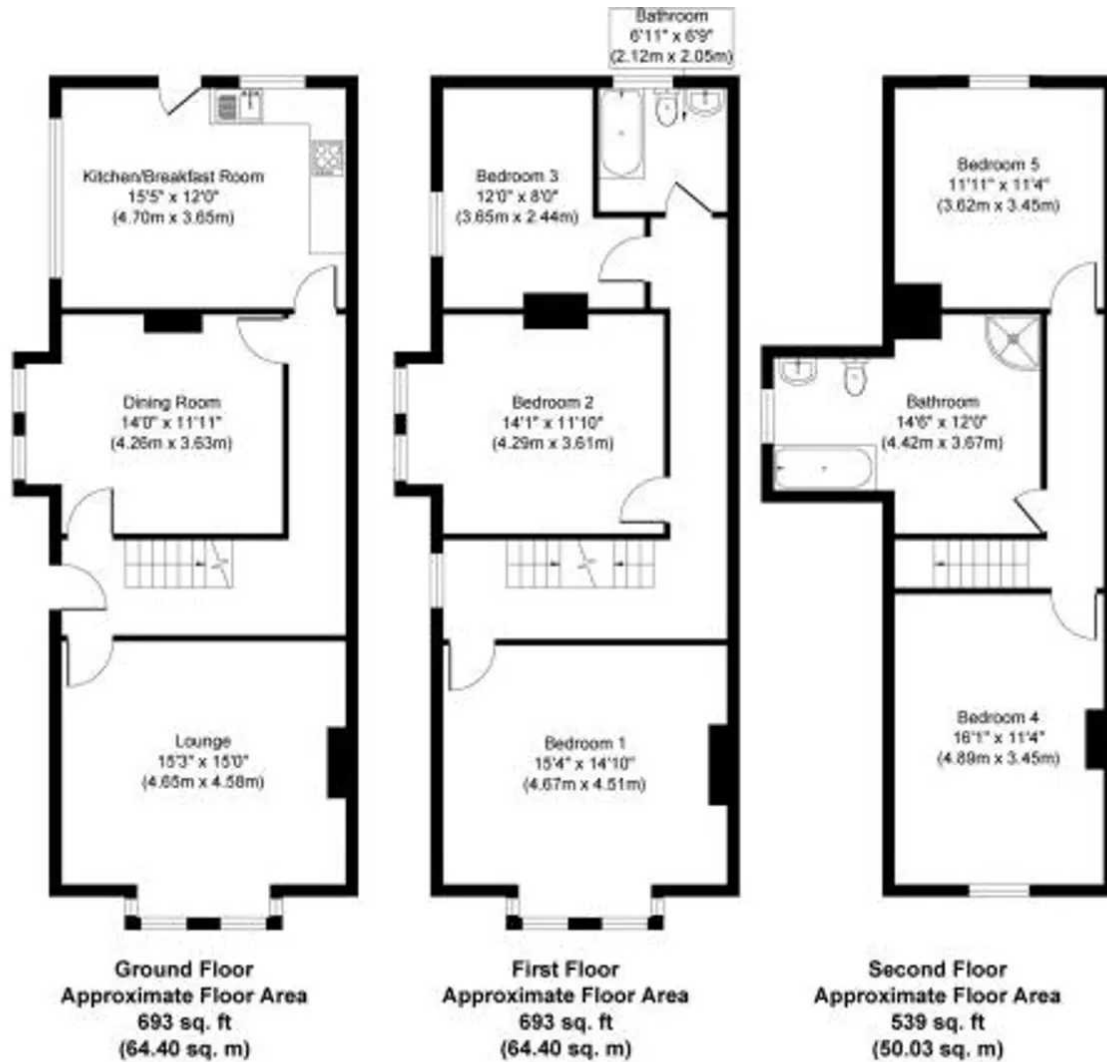 Kitchen/Breakfast Room
15'5" x 12'0"
(4.70m x 3.65m)
Dining Room
14'0" x 11'11"
(4.26m x 3.63m)
Lounge
15'3" x 15'0"
(4.65m x 4.58m)
Ground Floor
Approximate Floor Area
693 sq. ft
(64.40 sq. m)
Bathroom
6'11" x 6'9"
(2.12m x 2.05m)
Bedroom 3
12'0" x 8'0"
(3.65m x 2.44m)
Bedroom 2
14'1" x 11'10"
(4.29m x 3.61m)
Bedroom 1
15'4" x 14'10"
(4.67m x 4.51m)
First Floor
Approximate Floor Area
693 sq. ft
(64.40 sq. m)
Bedroom 5
11'11" x 11'4"
(3.62m x 3.45m)
Bathroom
14'6" x 12'0"
(4.42m x 3.67m)
Bedroom 4
16'1" x 11'4"
(4.89m x 3.45m)
Second Floor
Approximate Floor Area
539 sq. ft
(50.03 sq. m)